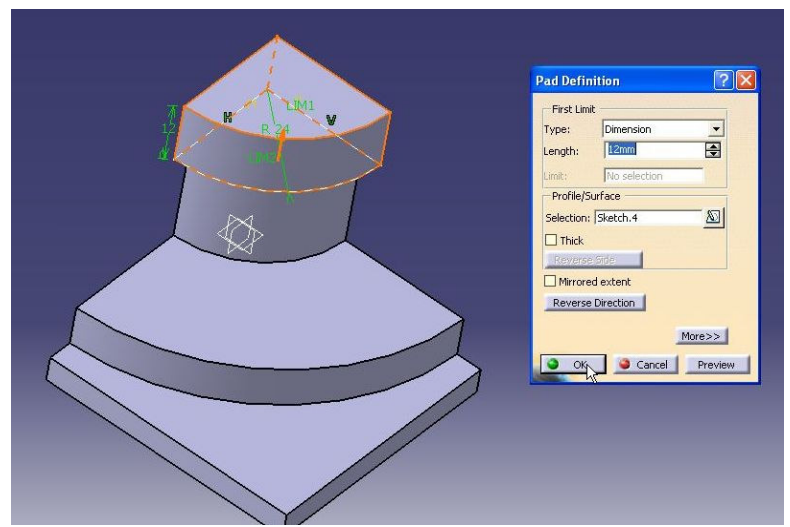 LIM1
H
V
R 24
12
LIM2
Pad Definition
?
First Limit
Type: Dimension
Length: 12mm
Limit: No selection
Profile/Surface
Selection: Sketch.4
Thick
Reverse Side
Mirrored extent
Reverse Direction
More>>
OK Cancel Preview